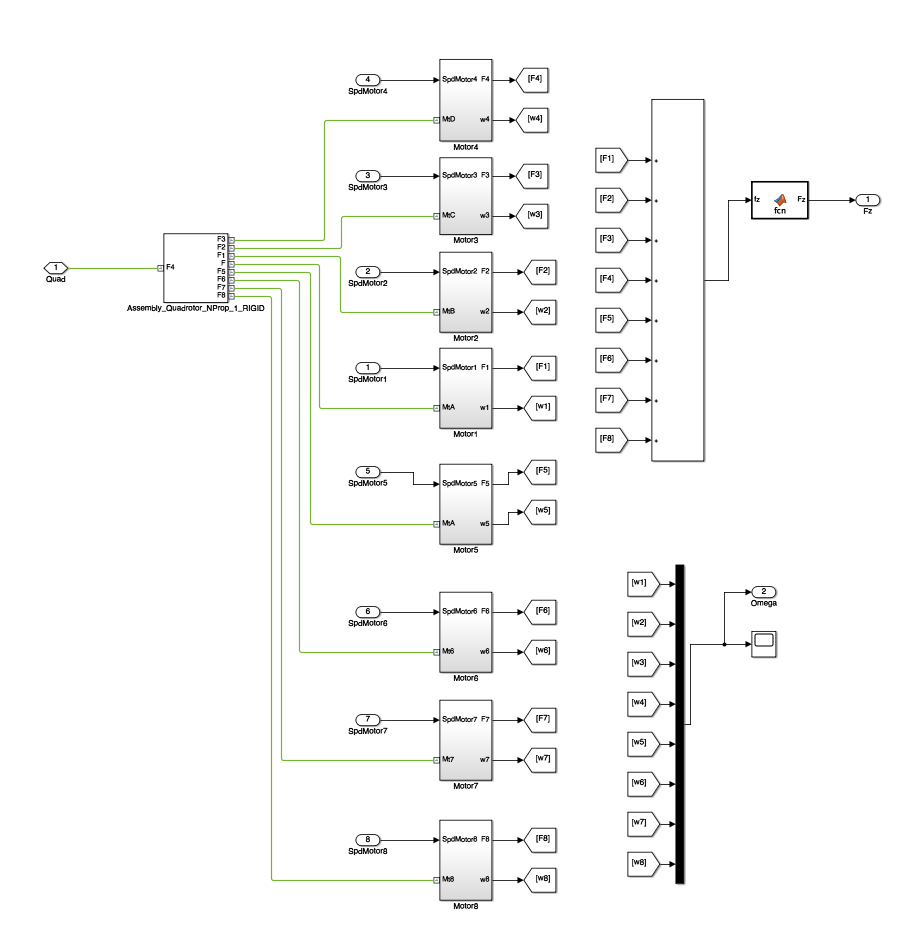 4
SpdMotor4
SpdMotor4 F4
MtD w4
Motor4
[F4]
[w4]
3
SpdMotor3
SpdMotor3 F3
MtC w3
Motor3
[F3]
[w3]
1
Quad
F4
F3
F2
F1
F
F5
F6
F7
F8
Assembly_Quadrotor_NProp_1_RIGID
2
SpdMotor2
SpdMotor2 F2
MtB w2
Motor2
[F2]
[w2]
1
SpdMotor1
SpdMotor1 F1
MtA w1
Motor1
[F1]
[w1]
5
SpdMotor5
SpdMotor5 F5
MtA w5
Motor5
[F5]
[w5]
6
SpdMotor6
SpdMotor6 F6
Mt6 w6
Motor6
[F6]
[w6]
7
SpdMotor7
SpdMotor7 F7
Mt7 w7
Motor7
[F7]
[w7]
8
SpdMotor8
SpdMotor8 F8
Mt8 w8
Motor8
[F8]
[w8]
[F1] +
[F2] +
[F3] +
[F4] +
[F5] +
[F6] +
[F7] +
[F8] +
fz Fz
fcn
1
Fz
[w1]
[w2]
[w3]
[w4]
[w5]
[w6]
[w7]
[w8]
2
Omega